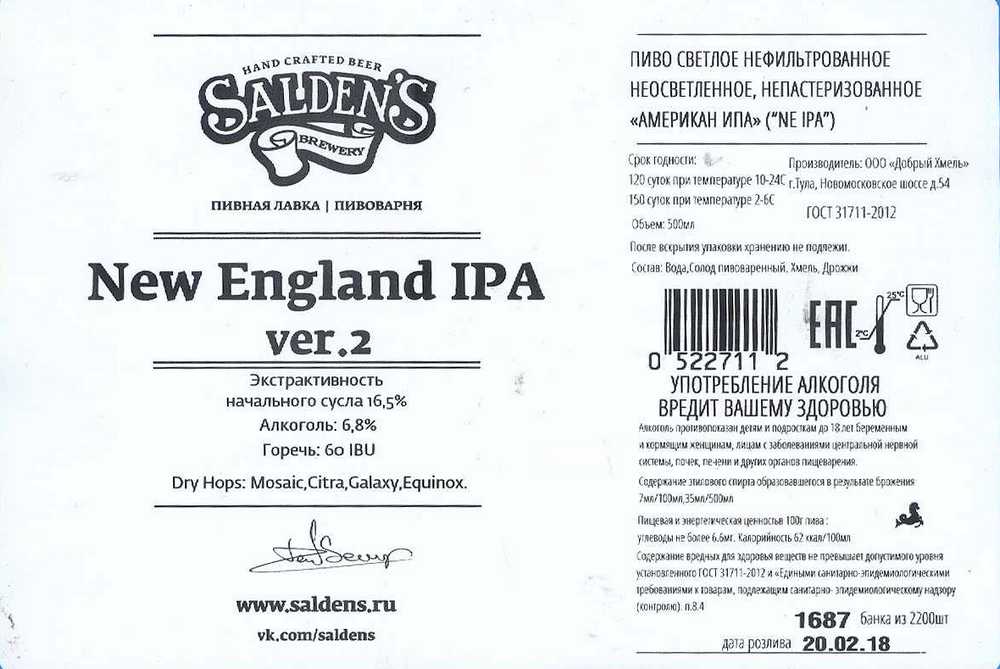 HAND CRAFTED BEER
SALDEN'S
BREWERY
ПИВНАЯ ЛАВКА | ПИВОВАРНЯ
New England IPA
ver.2
Экстрактивность
начального сусла 16,5%
Алкоголь: 6,8%
Горечь: 60 IBU
Dry Hops: Mosaic,Citra,Galaxy,Equinox.
www.saldens.ru
vk.com/saldens
ПИВО СВЕТЛОЕ НЕФИЛЬТРОВАННОЕ
НЕОСВЕТЛЕННОЕ, НЕПАСТЕРИЗОВАННОЕ
«АМЕРИКАН ИПА» ("NE IPA")
Срок годности:
120 суток при температуре 10-24С
150 суток при температуре 2-6С
Объем: 500мл
Производитель: ООО «Добрый Хмель»
г.Тула, Новомосковское шоссе д.54
ГОСТ 31711-2012
После вскрытия упаковки хранению не подлежит.
Состав: Вода,Солод пивоваренный, Хмель, Дрожжи
0 522711 2
EAC
25°C
2°C
ALU
УПОТРЕБЛЕНИЕ АЛКОГОЛЯ
ВРЕДИТ ВАШЕМУ ЗДОРОВЬЮ
Алкоголь противопоказан детям и подросткам до 18 лет беременным
и кормящим женщинам, лицам с заболеваниями центральной нервной
системы, почек, печени и других органов пищеварения.
Содержание этилового спирта образовавшегося в результате брожения
7мл/100мл,35мл/500мл
Пищевая и энергетическая ценностьв 100г пива :
углеводы не более 6.6мг. Калорийность 62 ккал/100мл
Содержание вредных для здоровья веществ не превышает допустимого уровня
установленного ГОСТ 31711-2012 и «Едиными санитарно-эпидемиологическими
требованиями к товарам, подлежащим санитарно- эпидемиологическому надзору
(контролю). п.8.4
1687 банка из 2200шт
дата розлива 20.02.18